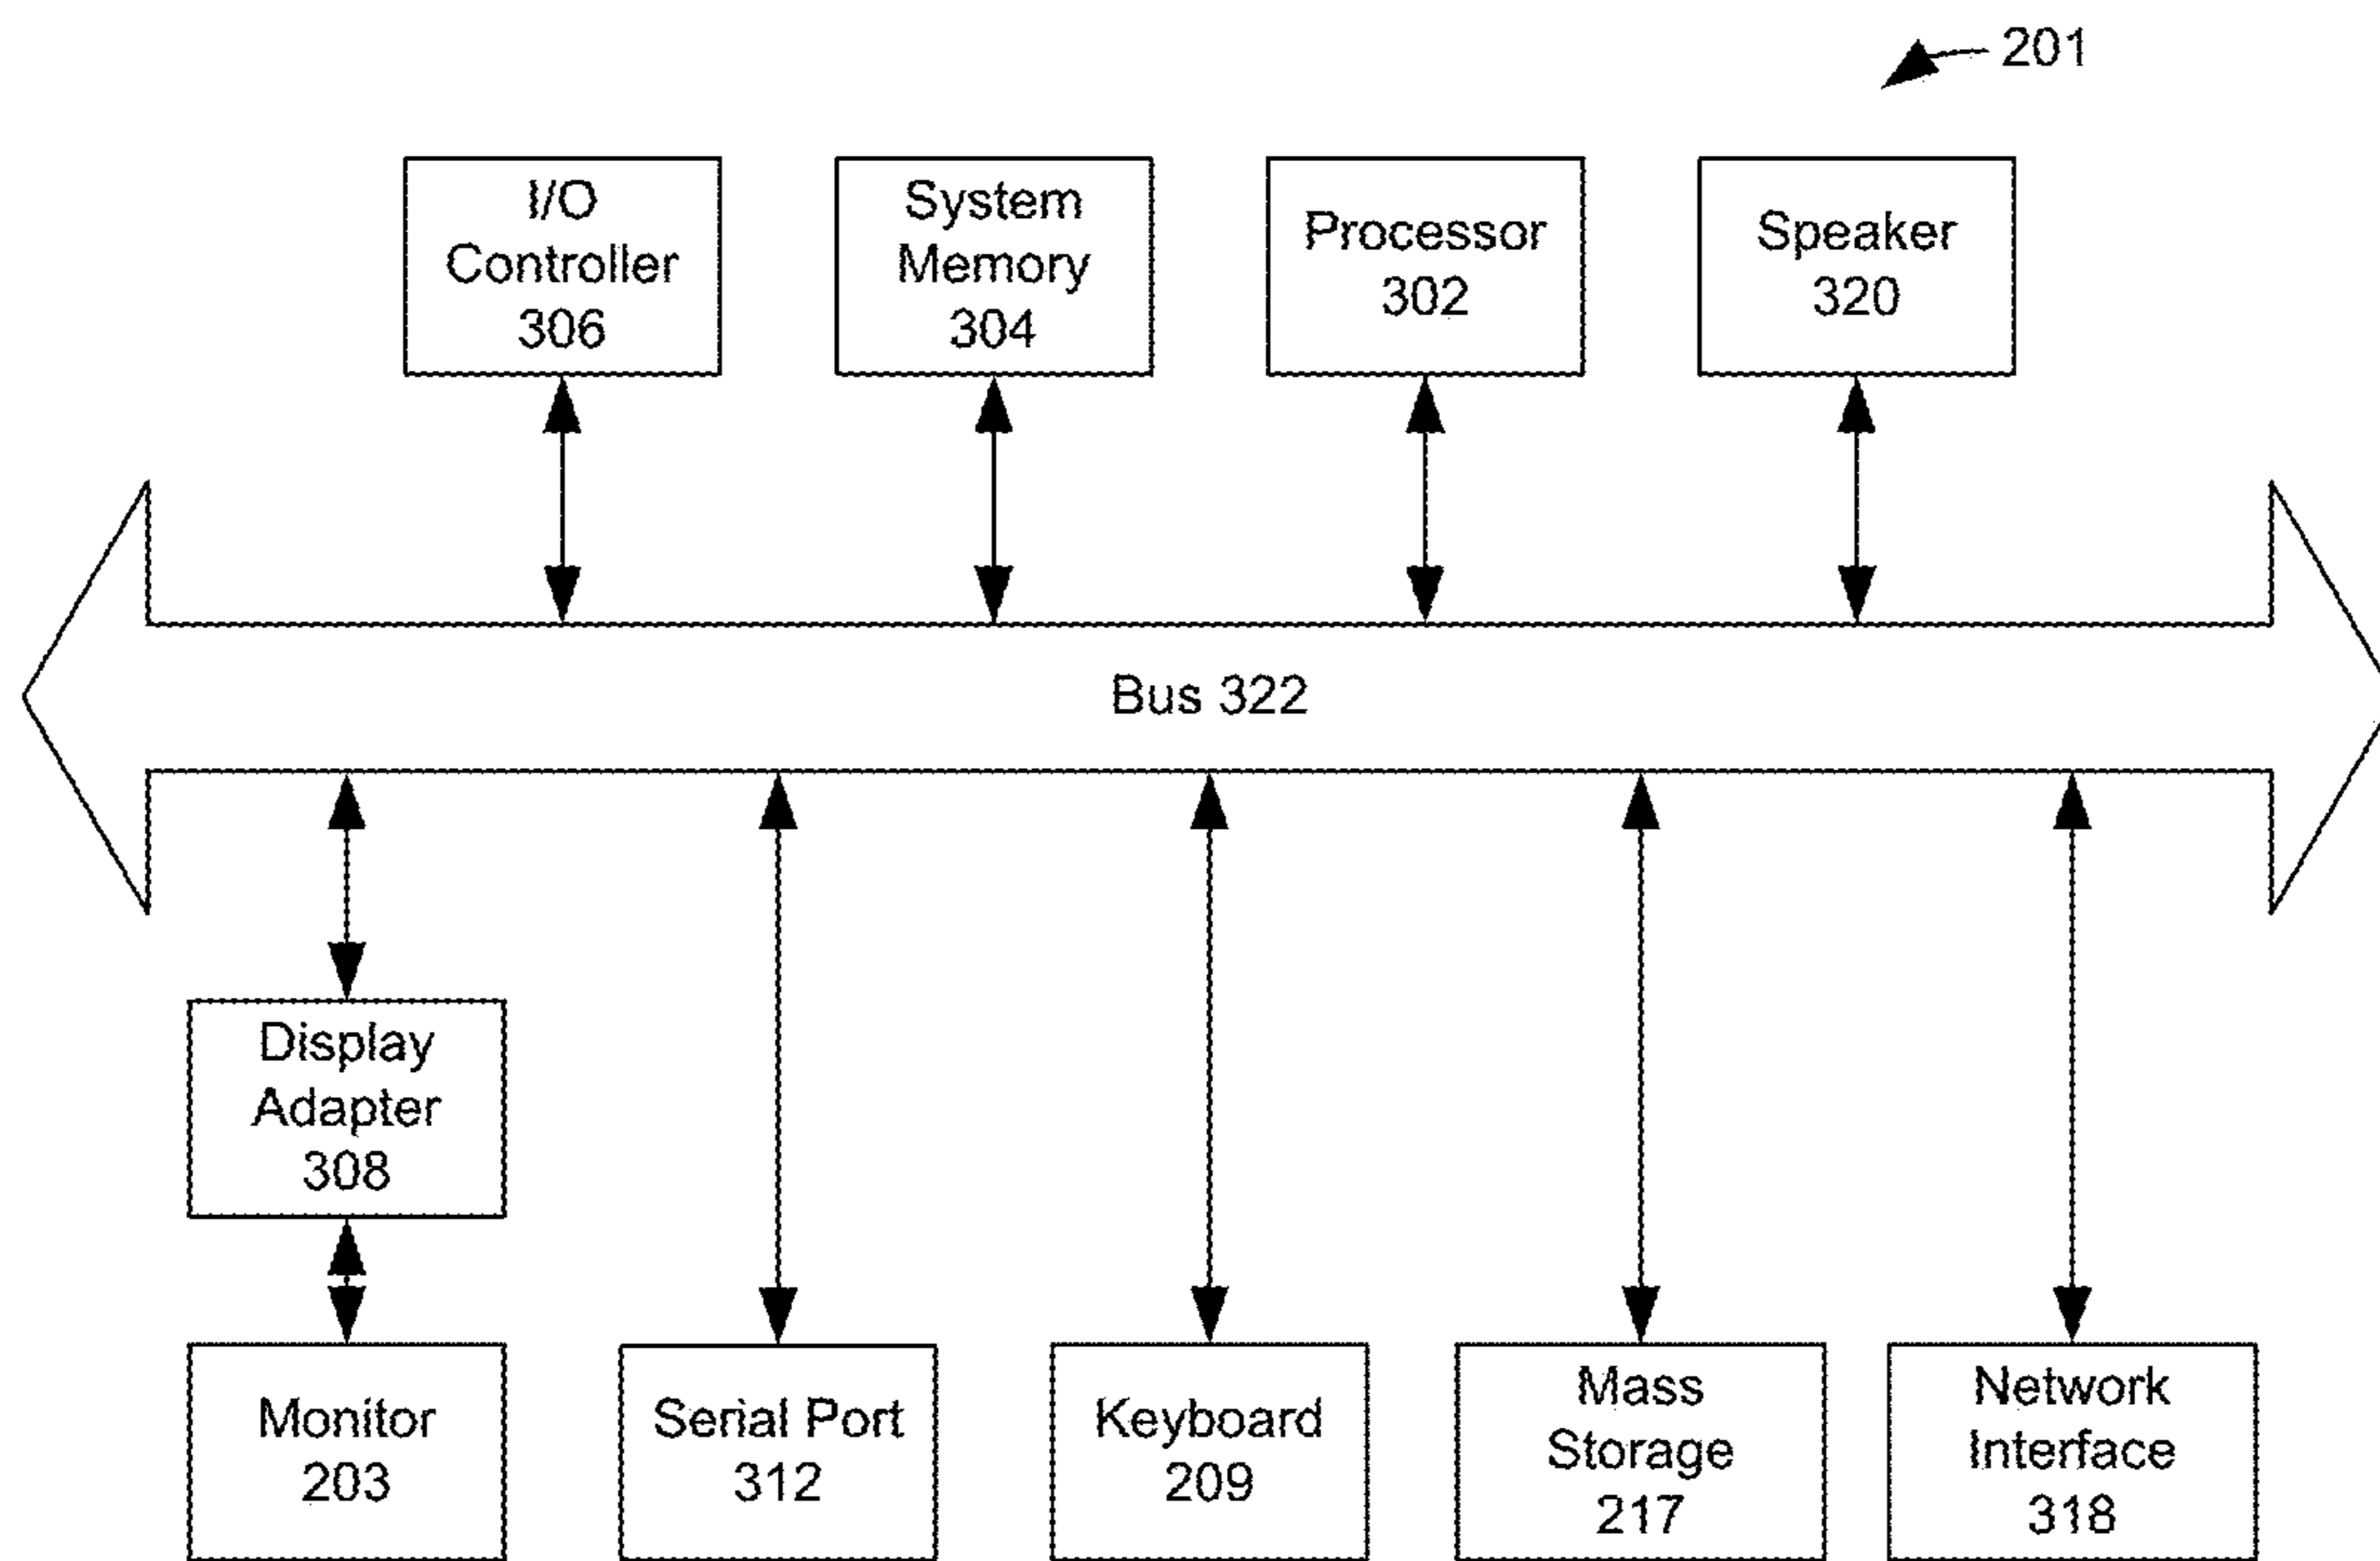 201
I/O
Controller
306
System
Memory
304
Processor
302
Speaker
320
Bus 322
Display
Adapter
308
Monitor
203
Serial Port
312
Keyboard
209
Mass
Storage
217
Network
Interface
318